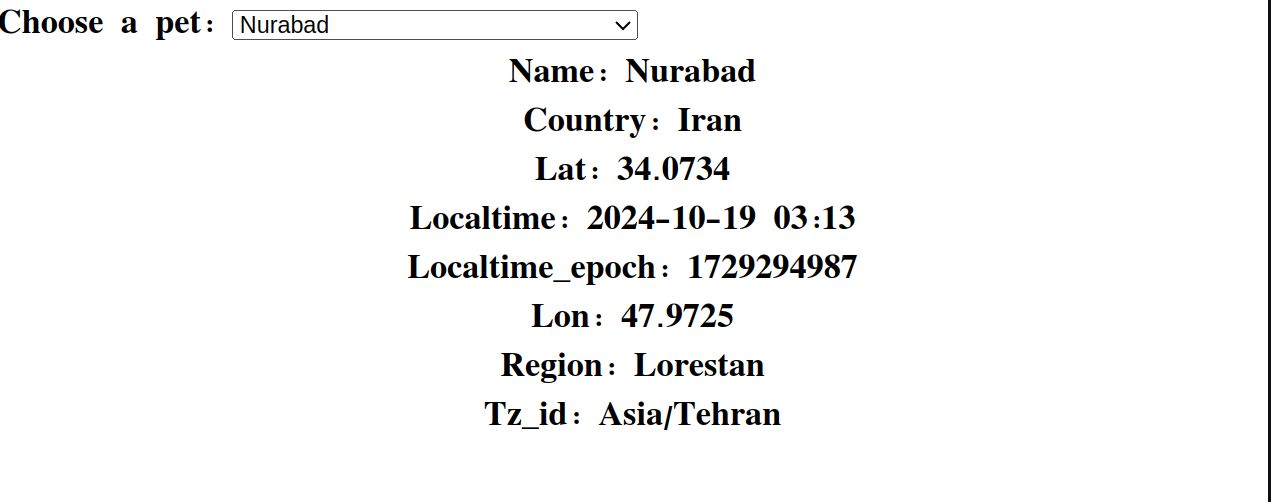 Choose a pet: Nurabad
Name: Nurabad
Country: Iran
Lat: 34.0734
Localtime: 2024-10-19 03:13
Localtime_epoch: 1729294987
Lon: 47.9725
Region: Lorestan
Tz_id: Asia/Tehran